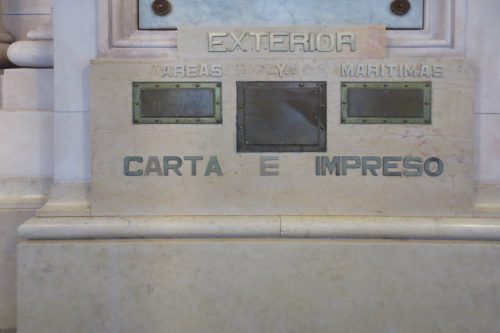 EXTERIOR
AREAS Y MARITIMAS
CARTA E IMPRESO